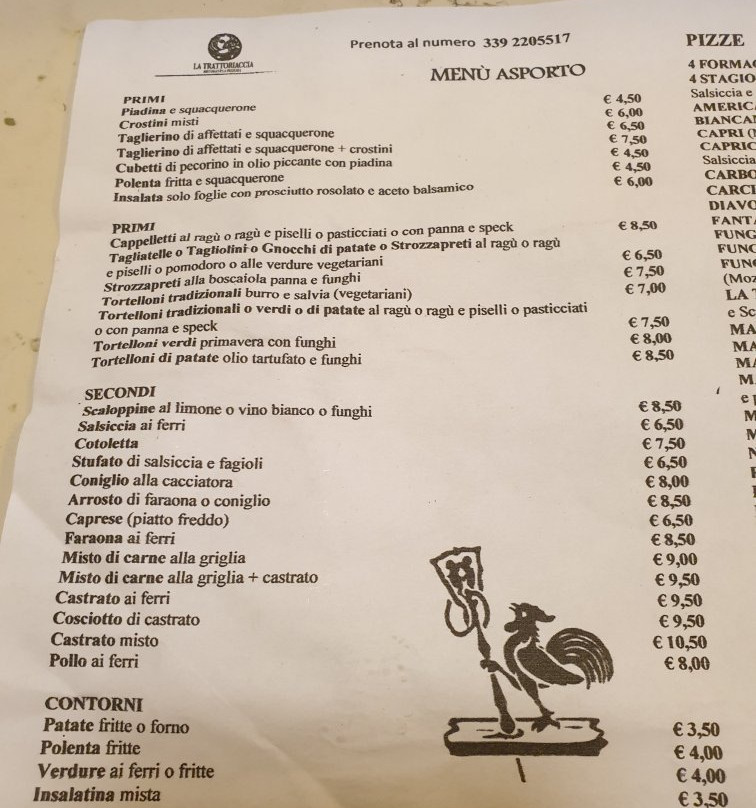 LA TRATTORIACCIA
Prenota al numero 339 2205517
MENÙ ASPORTO
PRIMI
Piadina e squacquerone € 4,50
Crostini misti € 6,00
Taglierino di affettati e squacquerone € 6,50
Taglierino di affettati e squacquerone + crostini € 7,50
Cubetti di pecorino in olio piccante con piadina € 4,50
Polenta fritta e squacquerone € 4,50
Insalata solo foglie con prosciutto rosolato e aceto balsamico € 6,00
PRIMI
Cappelletti al ragù o ragù e piselli o pasticciati o con panna e speck € 8,50
Tagliatelle o Tagliolini o Gnocchi di patate o Strozzapreti al ragù o ragù
e piselli o pomodoro o alle verdure vegetariani € 6,50
Strozzapreti alla boscaiola panna e funghi € 7,50
Tortelloni tradizionali burro e salvia (vegetariani) € 7,00
Tortelloni tradizionali o verdi o di patate al ragù o ragù e piselli o pasticciati
o con panna e speck € 7,50
Tortelloni verdi primavera con funghi € 8,00
Tortelloni di patate olio tartufato e funghi € 8,50
SECONDI
Scaloppine al limone o vino bianco o funghi € 8,50
Salsiccia ai ferri € 6,50
Cotoletta € 7,50
Stufato di salsiccia e fagioli € 6,50
Coniglio alla cacciatora € 8,00
Arrosto di faraona o coniglio € 8,50
Caprese (piatto freddo) € 6,50
Faraona ai ferri € 8,50
Misto di carne alla griglia € 9,00
Misto di carne alla griglia + castrato € 9,50
Castrato ai ferri € 9,50
Cosciotto di castrato € 9,50
Castrato misto € 10,50
Pollo ai ferri € 8,00
CONTORNI
Patate fritte o forno € 3,50
Polenta fritte € 4,00
Verdure ai ferri o fritte € 4,00
Insalatina mista € 3,50
PIZZE
4 FORMA
4 STAGIO
Salsiccia e
AMERIC
BIANCA
CAPRI
CAPRIC
Salsiccia
CARBO
CARCI
DIAVO
FANT
FUNG
FUNG
FUN
(Moz
LA
e Sc
MA
MA
MA
M
e
M
M